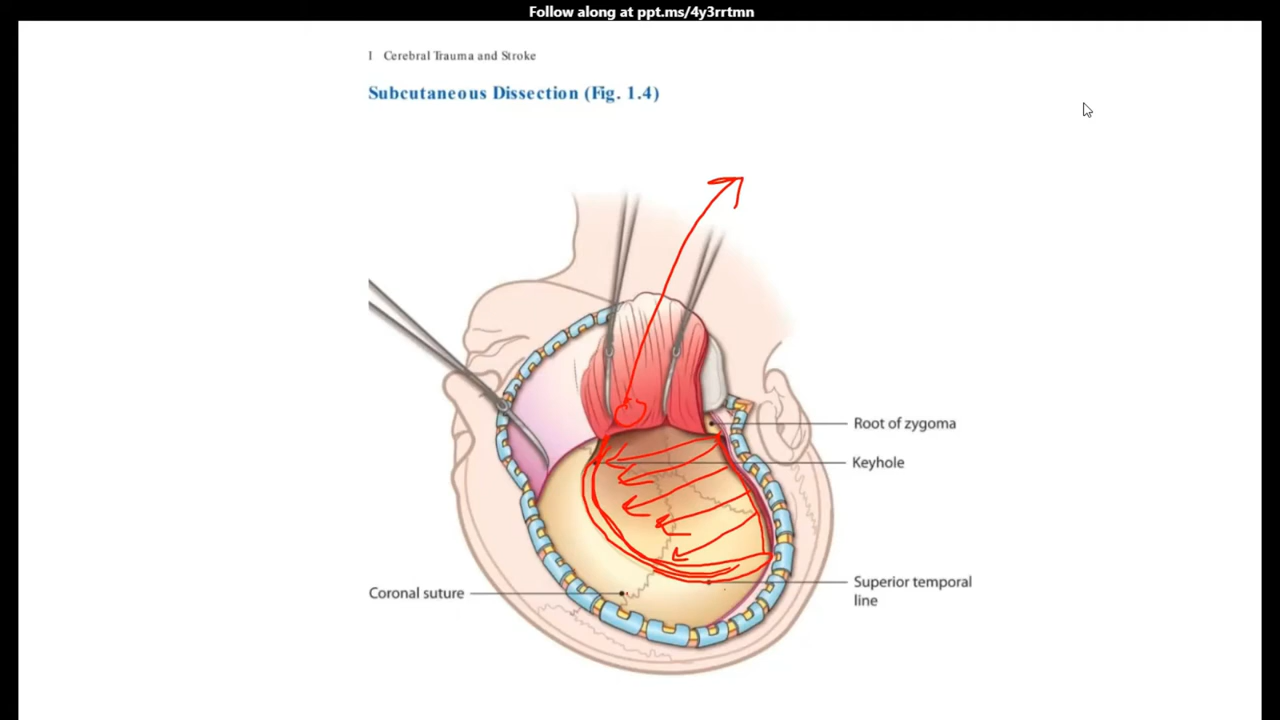 Follow along at ppt.ms/4y3rrtmn
1 Cerebral Trauma and Stroke
Subcutaneous Dissection (Fig. 1.4)
Root of zygoma
Keyhole
Superior temporal
line
Coronal suture